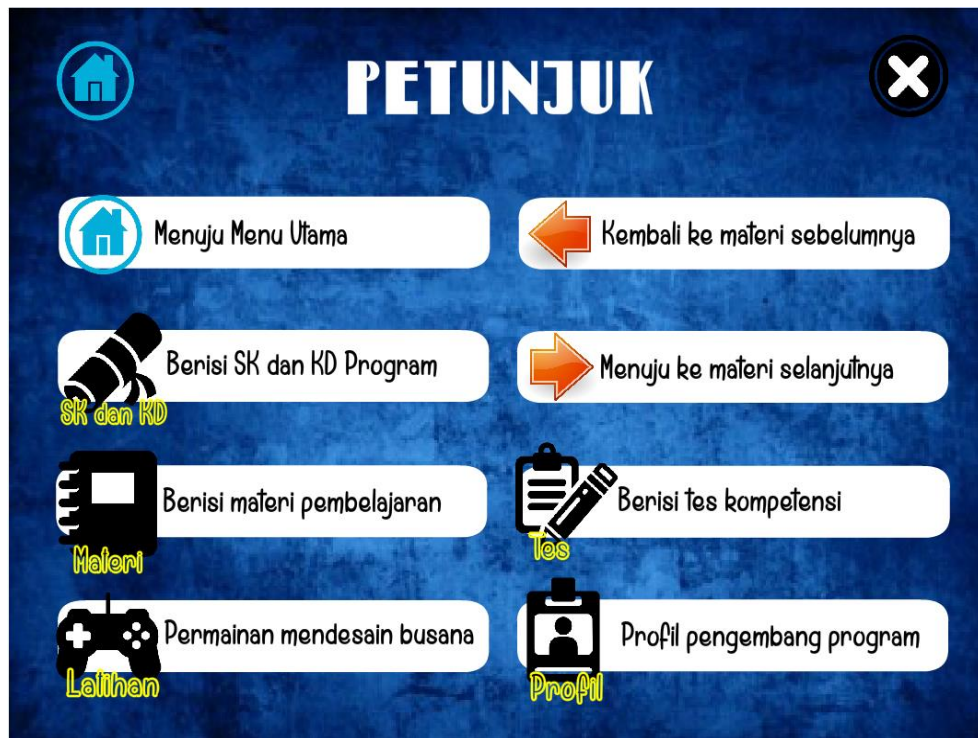 PETUNJUK
Menuju Menu Utama
Kembali ke materi sebelumnya
Berisi SK dan KD Program
SK dan KD
Menuju ke materi selanjutnya
Berisi materi pembelajaran
Materi
Berisi tes kompetensi
Tes
Permainan mendesain busana
Latihan
Profil pengembang program
Profil